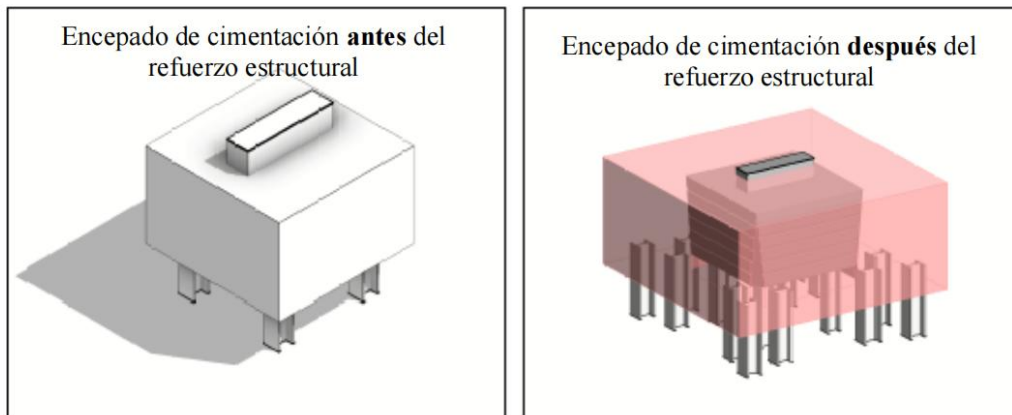 Encepado de cimentación antes del
refuerzo estructural
Encepado de cimentación después del
refuerzo estructural